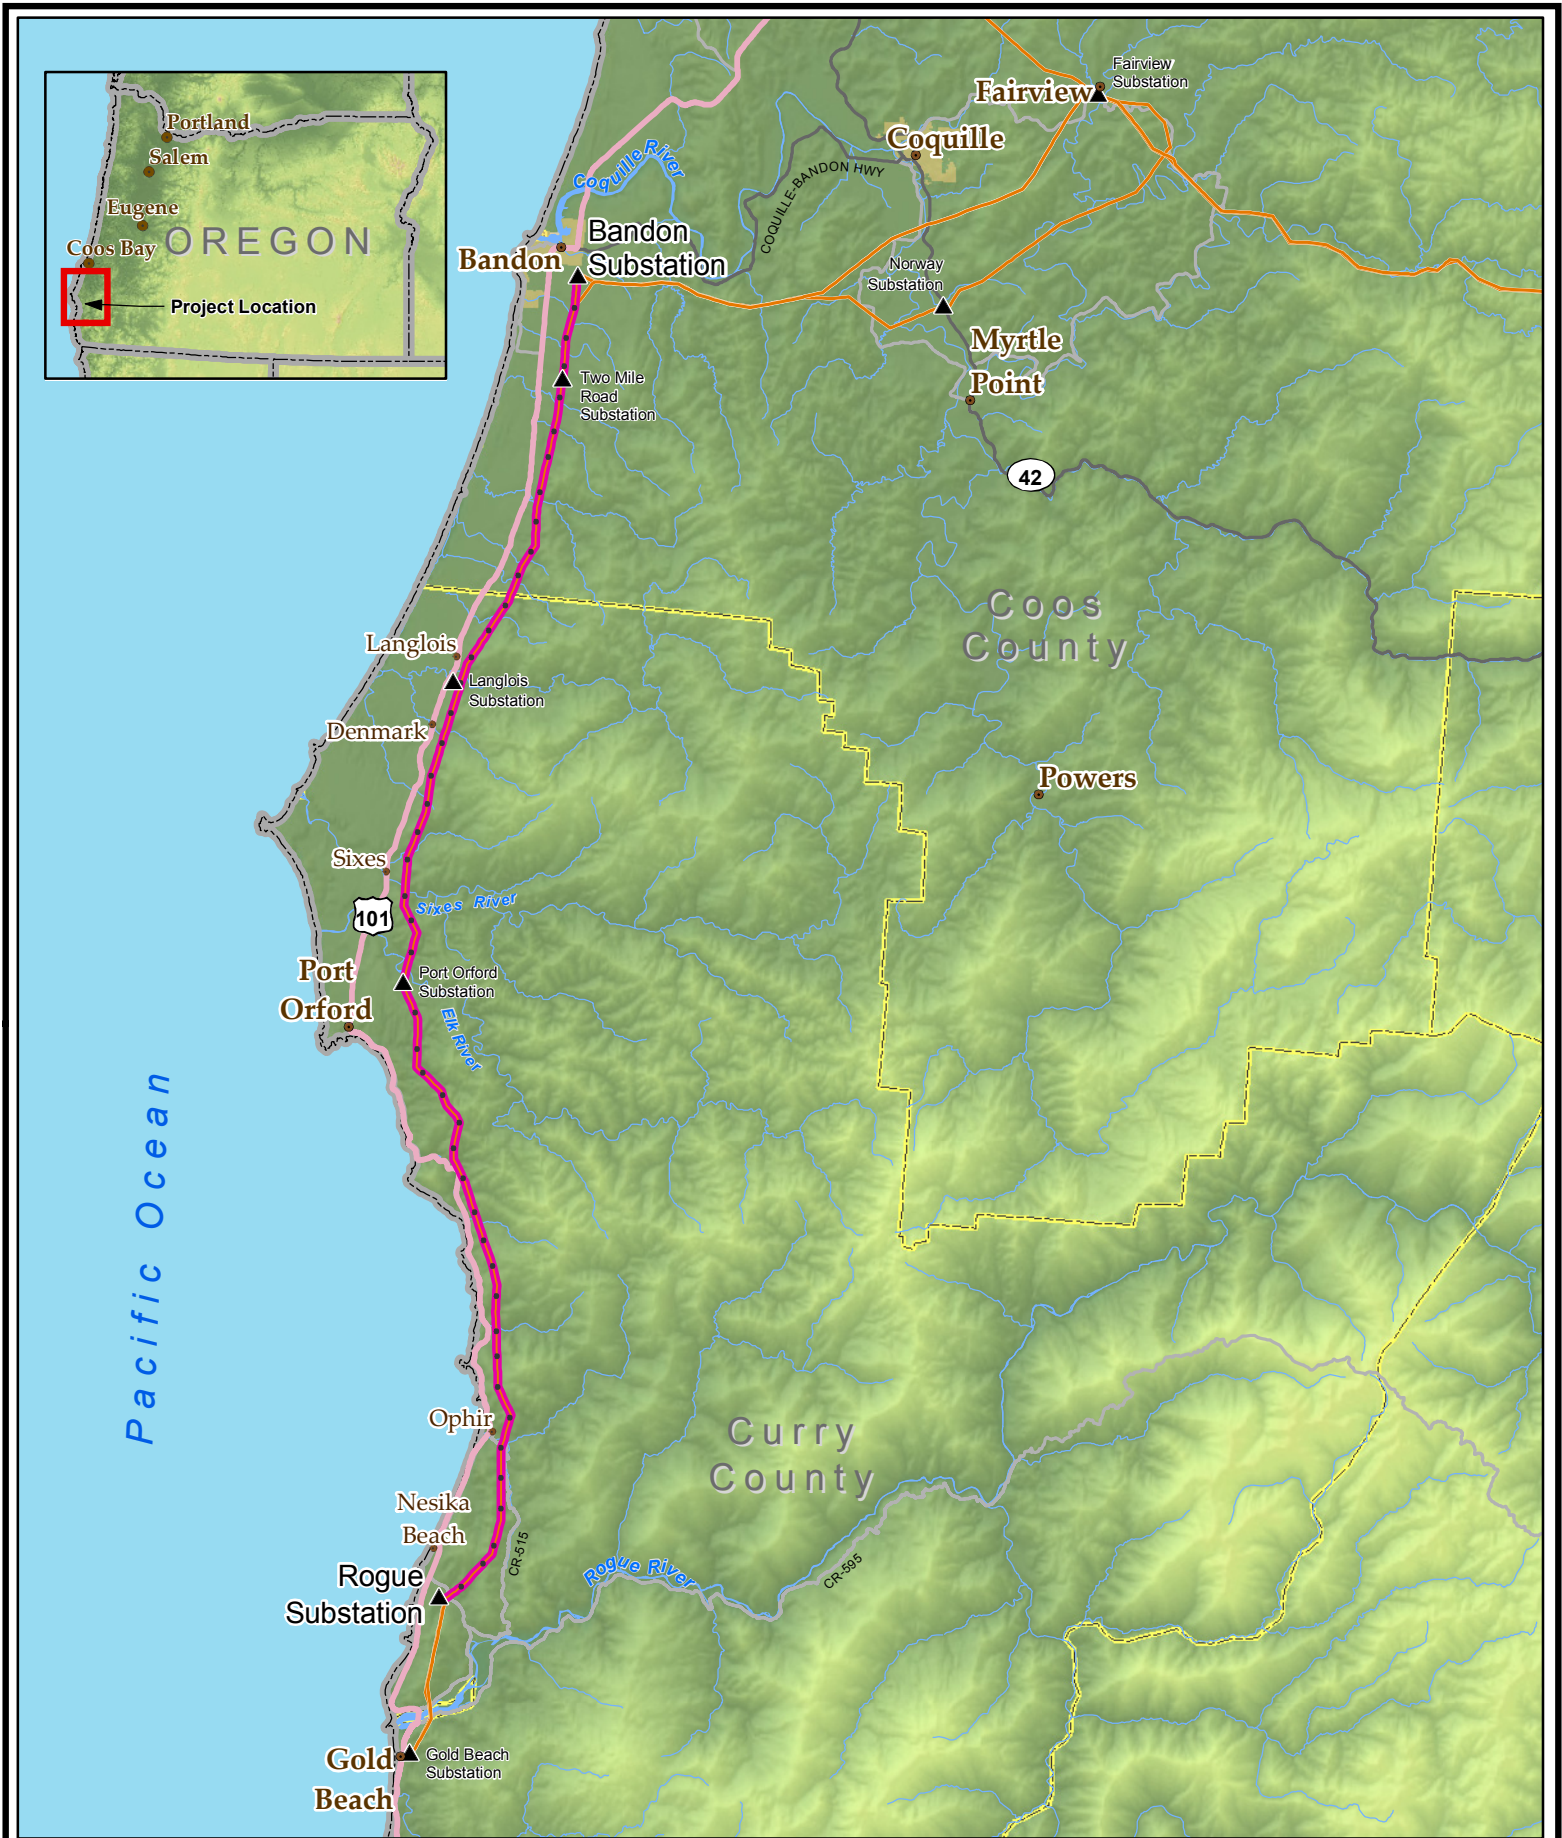 Portland
Salem
Eugene
Coos Bay
OREGON
Project Location
Fairview
Substation
Fairview
Coquille
Coquille River
COQUILLE-BANDON HWY
Bandon
Substation
Bandon
Norway
Substation
Myrtle
Point
Two Mile
Road
Substation
42
Coos
County
Langlois
Langlois
Substation
Denmark
Powers
Sixes
Sixes River
101
Port
Orford
Port Orford
Substation
Elk River
Pacific Ocean
Ophir
Curry
County
Nesika
Beach
CR-515
Rogue River
CR-595
Rogue
Substation
Gold
Beach
Gold Beach
Substation